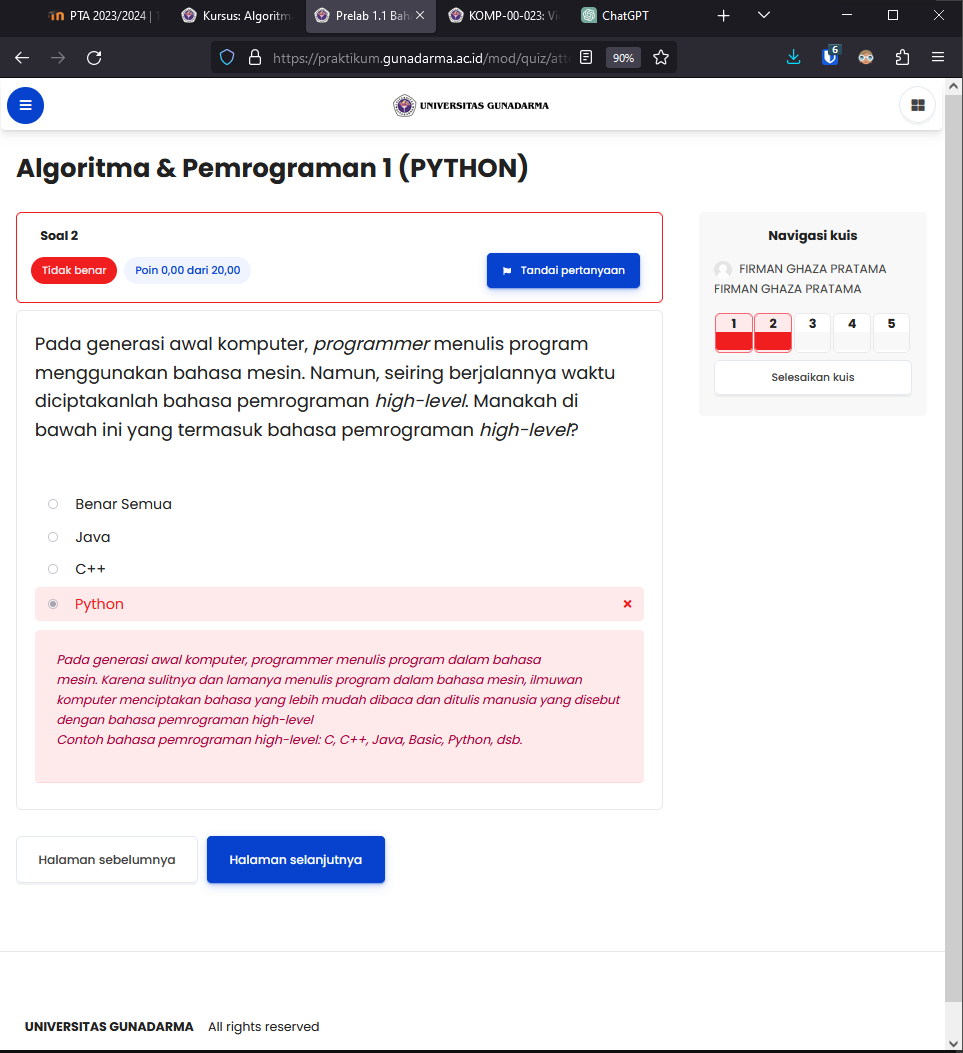 PTA 2023/2024 | 1
Kursus: Algoritm
Prelab 1.1 Bah
KOMP-00-023: Vi
ChatGPT
https://praktikum.gunadarma.ac.id/mod/quiz/atte
90%
6
UNIVERSITAS GUNADARMA
Algoritma & Pemrograman 1 (PYTHON)
Soal 2
Tidak benar
Poin 0,00 dari 20,00
Tandai pertanyaan
Pada generasi awal komputer, programmer menulis program
menggunakan bahasa mesin. Namun, seiring berjalannya waktu
diciptakanlah bahasa pemrograman high-level. Manakah di
bawah ini yang termasuk bahasa pemrograman high-level?
Benar Semua
Java
C++
Python
Pada generasi awal komputer, programmer menulis program dalam bahasa
mesin. Karena sulitnya dan lamanya menulis program dalam bahasa mesin, ilmuwan
komputer menciptakan bahasa yang lebih mudah dibaca dan ditulis manusia yang disebut
dengan bahasa pemrograman high-level
Contoh bahasa pemrograman high-level: C, C++, Java, Basic, Python, dsb.
Halaman sebelumnya
Halaman selanjutnya
Navigasi kuis
FIRMAN GHAZA PRATAMA
FIRMAN GHAZA PRATAMA
1 2 3 4 5
Selesaikan kuis
UNIVERSITAS GUNADARMA All rights reserved